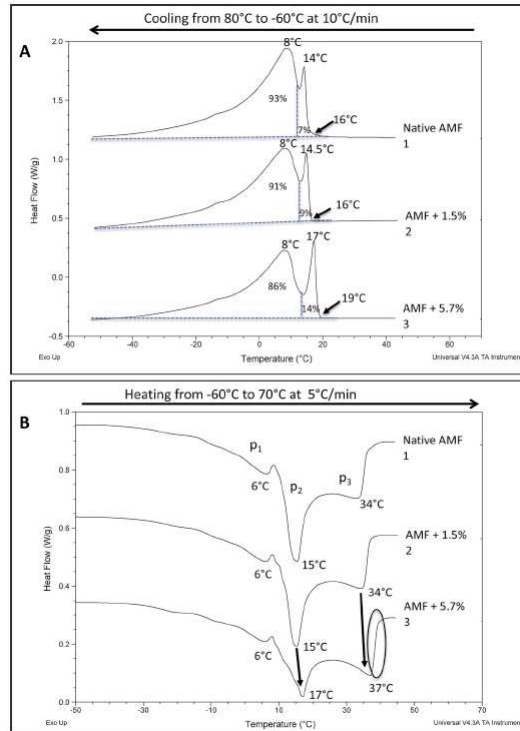 Cooling from 80°C to -60°C at 10°C/min
A
2.0
1.5
1.0
0.5
0.0
-0.5
Heat Flow (W/g)
8°C
14°C
93%
7%
16°C
Native AMF
1
8°C
14.5°C
91%
9%
16°C
AMF + 1.5%
2
8°C
17°C
86%
14%
19°C
AMF + 5.7%
3
-60 -40 -20 0 20 40 60
Exo Up
Temperature (°C)
Universal V4.3A TA Instrumen
Heating from -60°C to 70°C at 5°C/min
B
1.0
0.8
0.6
0.4
0.2
0.0
Heat Flow (W/g)
p1
p2
p3
6°C
15°C
34°C
Native AMF
1
6°C
15°C
34°C
AMF + 1.5%
2
6°C
17°C
37°C
AMF + 5.7%
3
-50 -30 -10 10 30 50 70
Exo Up
Temperature (°C)
Universal V4.3A TA Instrumen